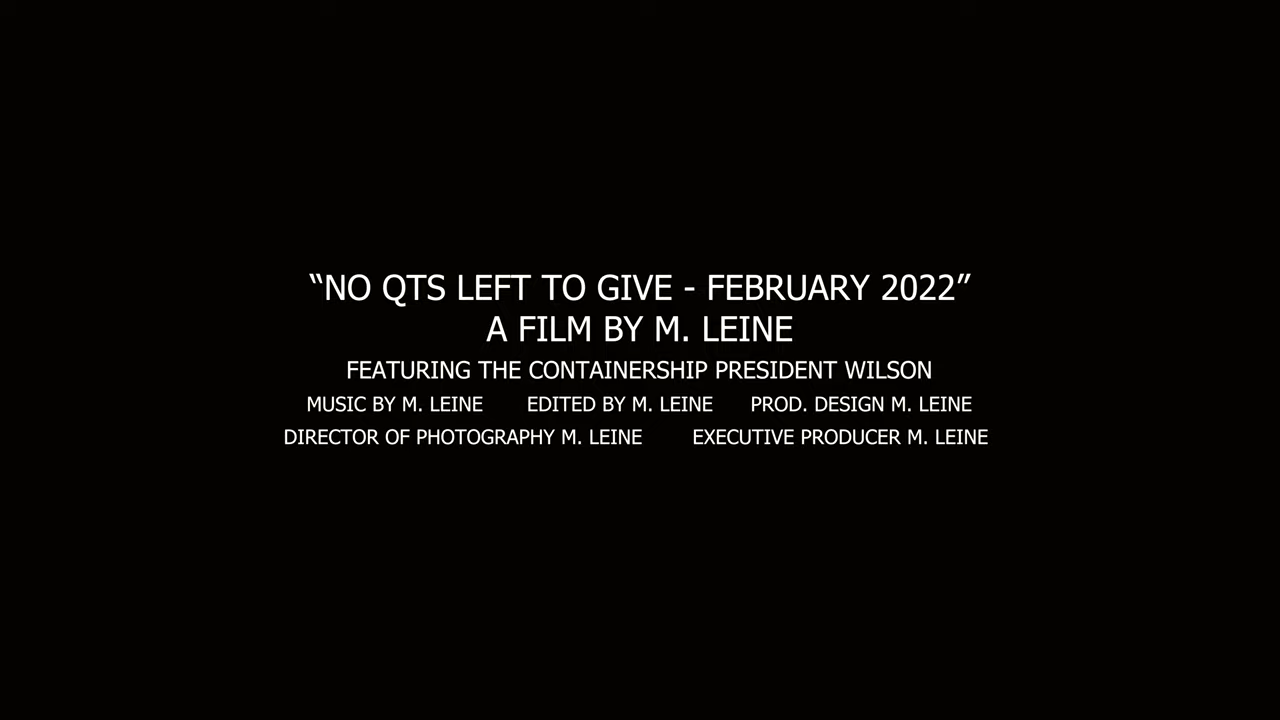 “NO QTS LEFT TO GIVE - FEBRUARY 2022”
A FILM BY M. LEINE
FEATURING THE CONTAINERSHIP PRESIDENT WILSON
MUSIC BY M. LEINE EDITED BY M. LEINE PROD. DESIGN M. LEINE
DIRECTOR OF PHOTOGRAPHY M. LEINE EXECUTIVE PRODUCER M. LEINE